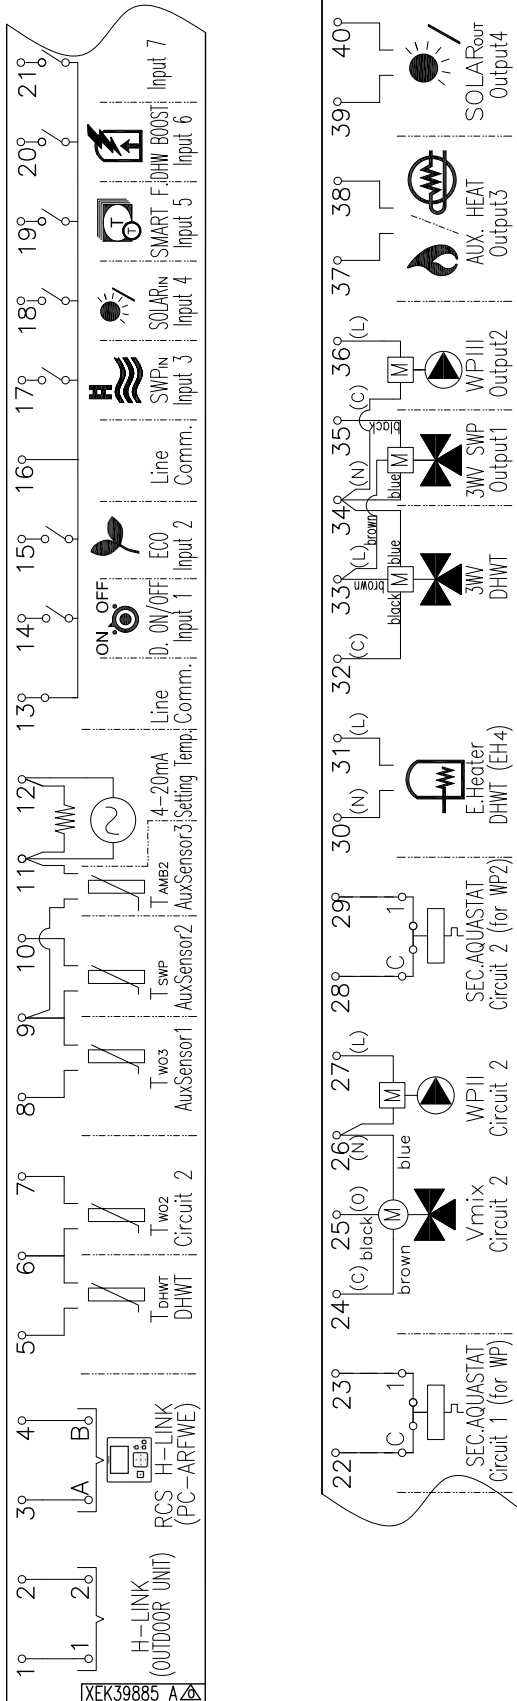 1 2 3 4 5 6 7 8 9 10 11 12 13 14 15 16 17 18 19 20 21
1 2 A B
H-LINK
(OUTDOOR UNIT)
RCS H-LINK
(PC-ARFWE)
TDHWT
DHWT
TWO2
Circuit 2
TWO3
AuxSensor1
TSWP
AuxSensor2
TAMB2
AuxSensor3
4-20mA
Setting Temp.
Line
Comm.
ON OFF
D. ON/OFF
Input 1
ECO
Input 2
Line
Comm.
SWPIN
Input 3
SOLARIN
Input 4
T
T
SMART F.
Input 5
DHW BOOST
Input 6
Input 7
XEK39885 A
22 23 24 25 26 27 28 29 30 31 32 33 34 35 36 37 38 39 40
C 1
SEC.AQUASTAT
Circuit 1 (for WP)
(C) (O) (N) (L)
black
brown
blue
M
Vmix
Circuit 2
M
WPII
Circuit 2
C 1
SEC.AQUASTAT
Circuit 2 (for WP2)
(N) (L)
E.Heater
DHWT (EH4)
(C) (L) (N) (C) (L)
black
brown
blue
M
3WV
DHWT
brown
blue
black
M
3WV SWP
Output1
M
WPIII
Output2
AUX. HEAT
Output3
SOLAROUT
Output4